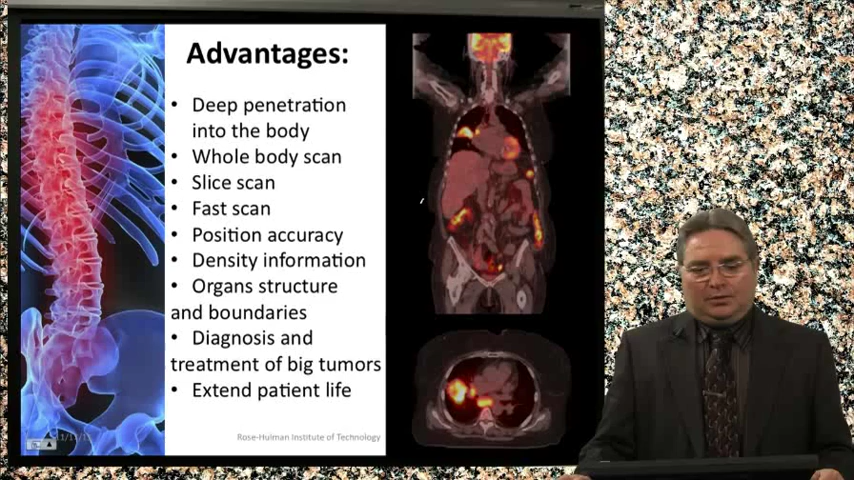 Advantages:
• Deep penetration
into the body
• Whole body scan
• Slice scan
• Fast scan
• Position accuracy
• Density information
• Organs structure
and boundaries
• Diagnosis and
treatment of big tumors
• Extend patient life
Rose-Hulman Institute of Technology